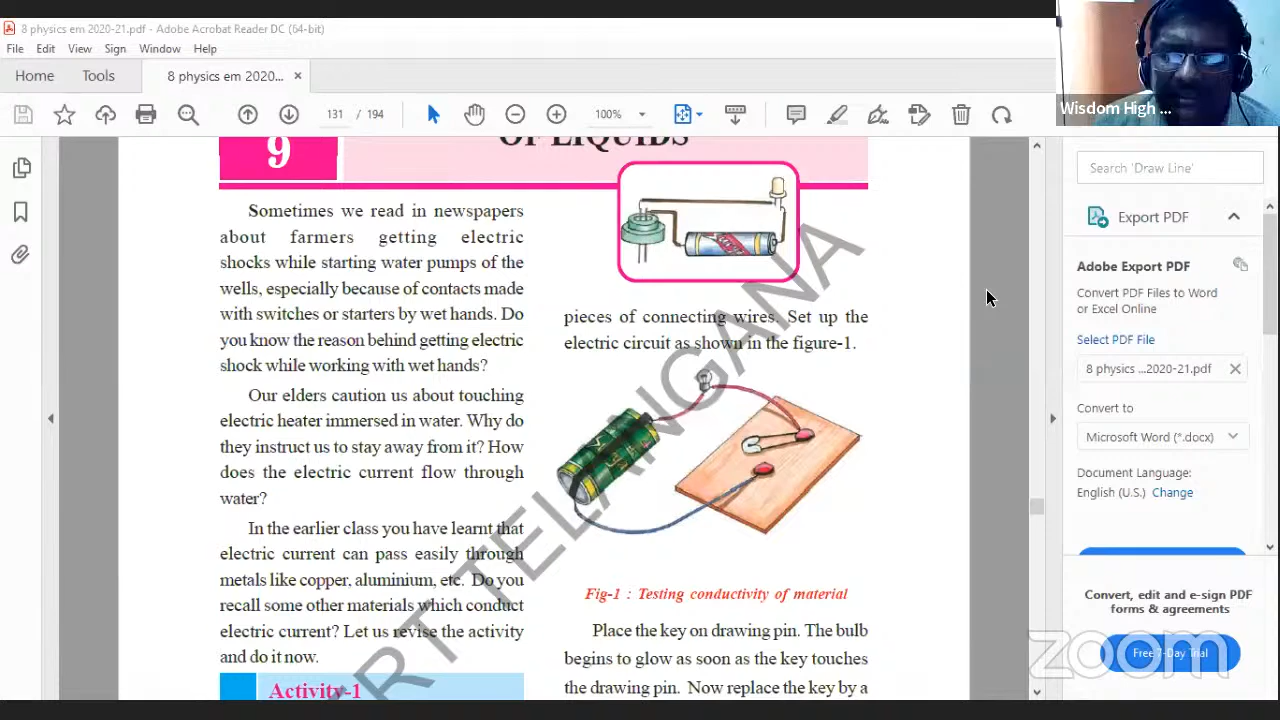 8 physics em 2020-21.pdf - Adobe Acrobat Reader DC (64-bit)
File Edit View Sign Window Help
Home Tools 8 physics em 2020... ×
131 / 194 100%
Wisdom High ...
9
OF LIQUIDS
Sometimes we read in newspapers
about farmers getting electric
shocks while starting water pumps of the
wells, especially because of contacts made
with switches or starters by wet hands. Do
you know the reason behind getting electric
shock while working with wet hands?
Our elders caution us about touching
electric heater immersed in water. Why do
they instruct us to stay away from it? How
does the electric current flow through
water?
In the earlier class you have learnt that
electric current can pass easily through
metals like copper, aluminium, etc. Do you
recall some other materials which conduct
electric current? Let us revise the activity
and do it now.
Activity-1
pieces of connecting wires. Set up the
electric circuit as shown in the figure-1.
Fig-1 : Testing conductivity of material
Place the key on drawing pin. The bulb
begins to glow as soon as the key touches
the drawing pin. Now replace the key by a
RT TELANGANA
Search 'Draw Line'
Export PDF
Adobe Export PDF
Convert PDF Files to Word
or Excel Online
Select PDF File
8 physics ...2020-21.pdf
Convert to
Microsoft Word (*.docx)
Document Language:
English (U.S.) Change
Convert, edit and e-sign PDF
forms & agreements
Free 7-Day Trial
zoom